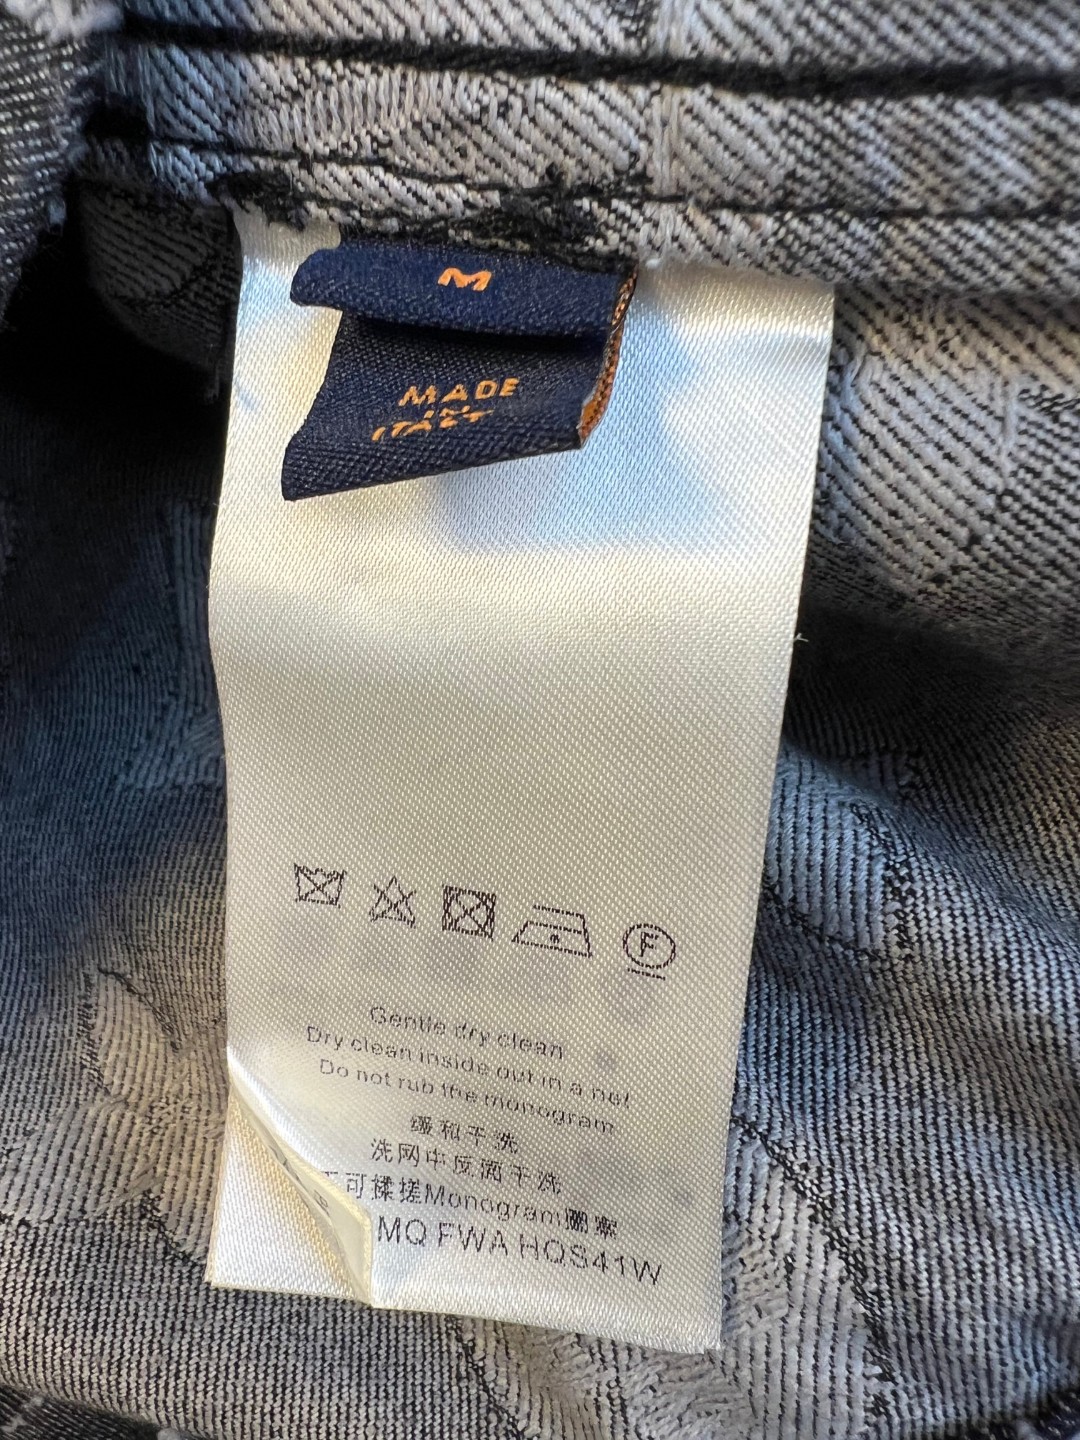 M
MADE
IN
ITALY
F
Gentle dry clean
Dry clean inside out in a net
Do not rub the monogram
缓和干洗
洗网中反面干洗
不可揉搓Monogram圖案
MQ FWA HQS41W